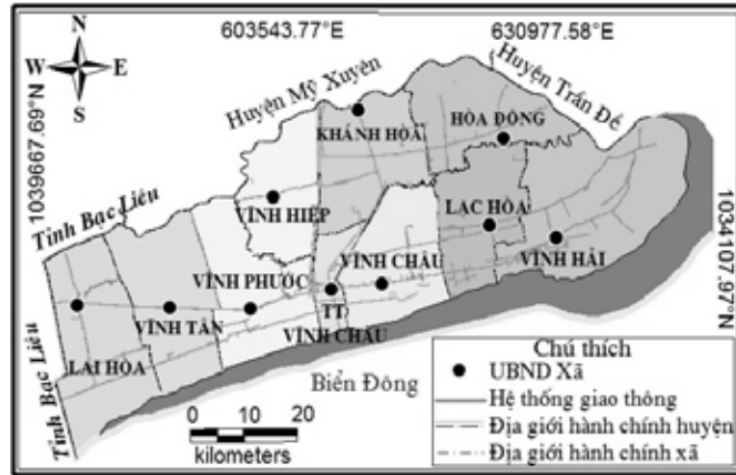 603543.77°E
630977.58°E
N
W
E
S
Huyện Mỹ Xuyên
Huyện Trần Đề
1039667.69°N
KHÁNH HOÀ
HÒA ĐÔNG
Tỉnh Bạc Liêu
VĨNH HIỆP
LẠC HÒA
1034107.97°N
VĨNH PHƯỚC
VĨNH CHÂU
VĨNH HẢI
VĨNH TÂN
TT
VĨNH CHÂU
LAI HÒA
Tỉnh Bạc Liêu
Biển Đông
0
10
20
kilometers
Chú thích
UBND Xã
Hệ thống giao thông
Địa giới hành chính huyện
Địa giới hành chính xã